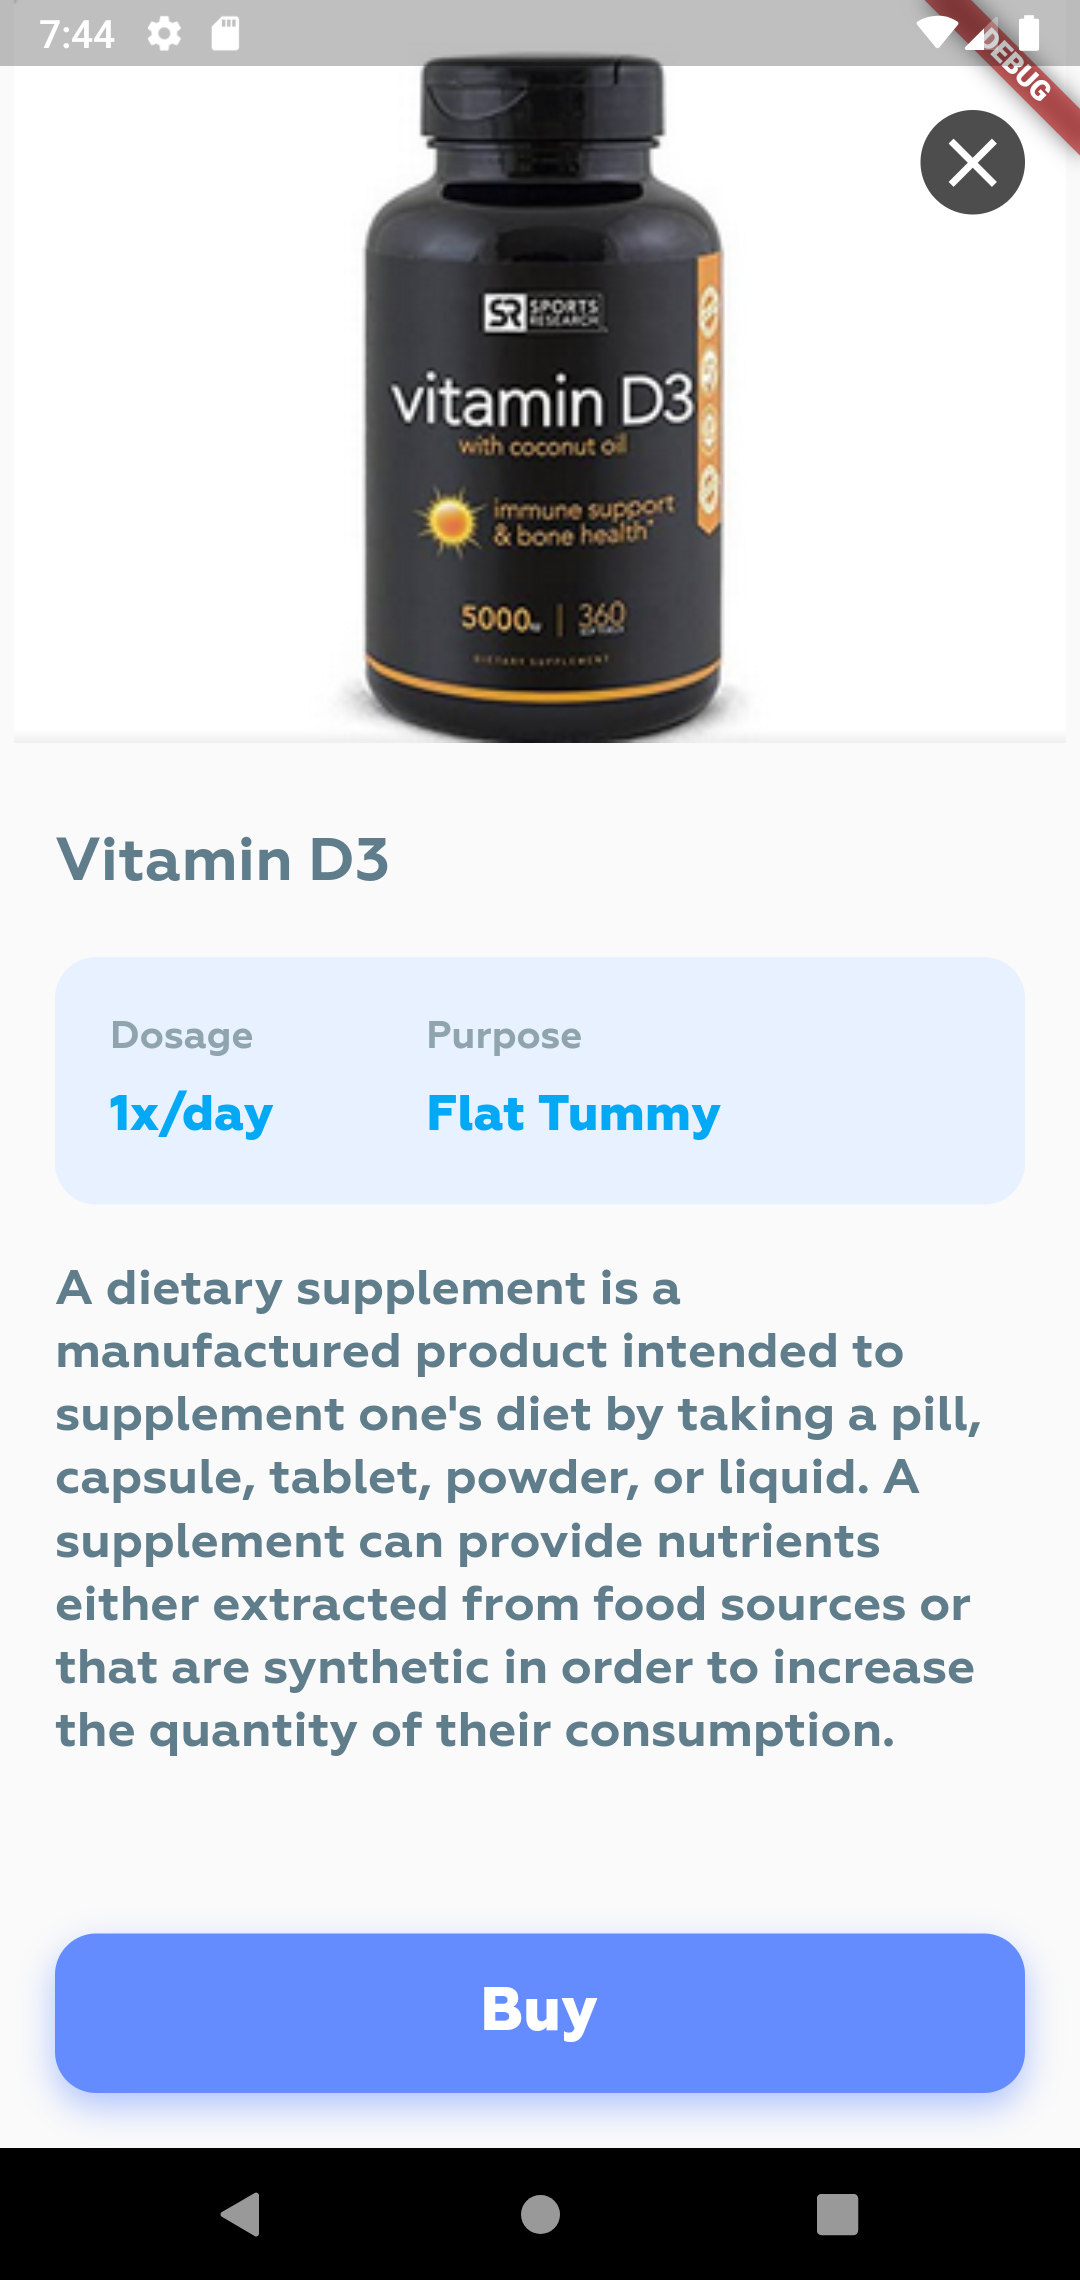 7:44
DEBUG
SR SPORTS
RESEARCH
vitamin D3
with coconut oil
immune support
& bone health*
5000 | 360
DIETARY SUPPLEMENT
Vitamin D3
Dosage Purpose
1x/day Flat Tummy
A dietary supplement is a
manufactured product intended to
supplement one's diet by taking a pill,
capsule, tablet, powder, or liquid. A
supplement can provide nutrients
either extracted from food sources or
that are synthetic in order to increase
the quantity of their consumption.
Buy